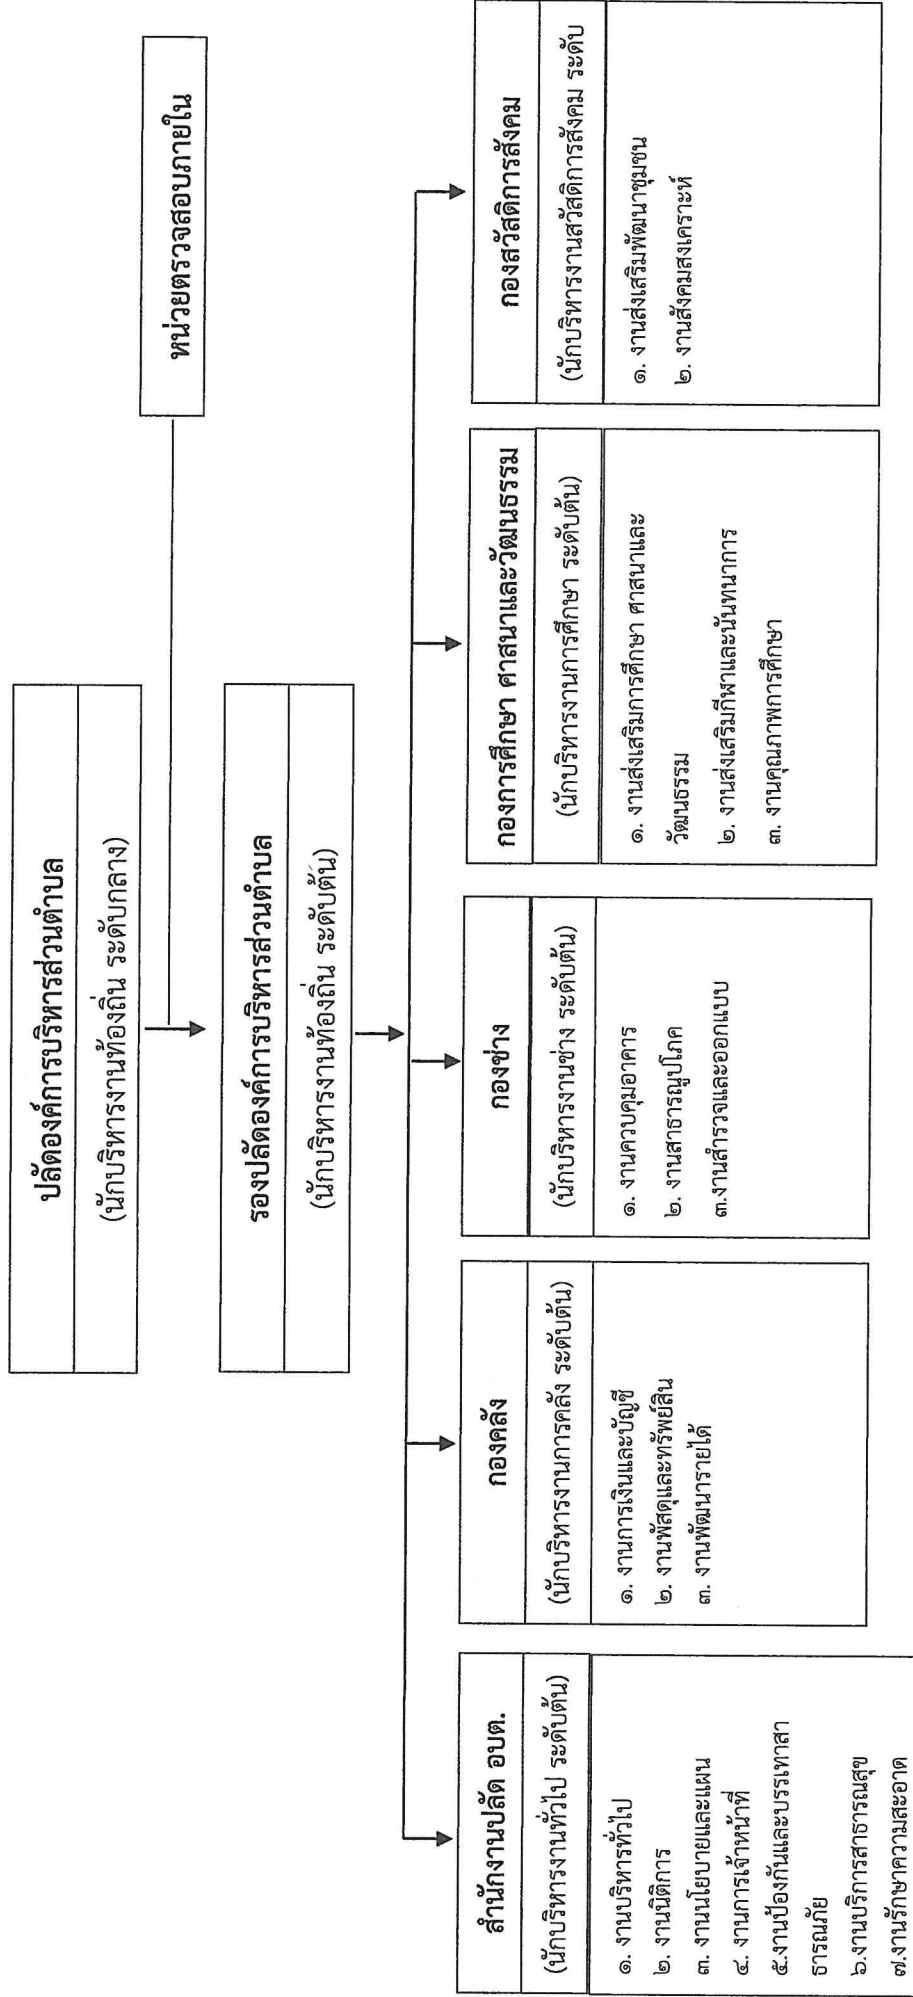 ปลัดองค์การบริหารส่วนตำบล
(นักบริหารงานท้องถิ่น ระดับกลาง)
หน่วยตรวจสอบภายใน
รองปลัดองค์การบริหารส่วนตำบล
(นักบริหารงานท้องถิ่น ระดับต้น)
สำนักงานปลัด อบต.
(นักบริหารงานทั่วไป ระดับต้น)
๑. งานบริหารทั่วไป
๒. งานนิติการ
๓. งานนโยบายและแผน
๔. งานการเจ้าหน้าที่
๕.งานป้องกันและบรรเทาสา
ธารณภัย
๖.งานบริการสาธารณสุข
๗.งานรักษาความสะอาด
กองคลัง
(นักบริหารงานการคลัง ระดับต้น)
๑. งานการเงินและบัญชี
๒. งานพัสดุและทรัพย์สิน
๓. งานพัฒนารายได้
กองช่าง
(นักบริหารงานช่าง ระดับต้น)
๑. งานควบคุมอาคาร
๒. งานสาธารณูปโภค
๓.งานสำรวจและออกแบบ
กองการศึกษา ศาสนาและวัฒนธรรม
(นักบริหารงานการศึกษา ระดับต้น)
๑. งานส่งเสริมการศึกษา ศาสนาและ
วัฒนธรรม
๒. งานส่งเสริมกีฬาและนันทนาการ
๓. งานคุณภาพการศึกษา
กองสวัสดิการสังคม
(นักบริหารงานสวัสดิการสังคม ระดับ
๑. งานส่งเสริมพัฒนาชุมชน
๒. งานสังคมสงเคราะห์